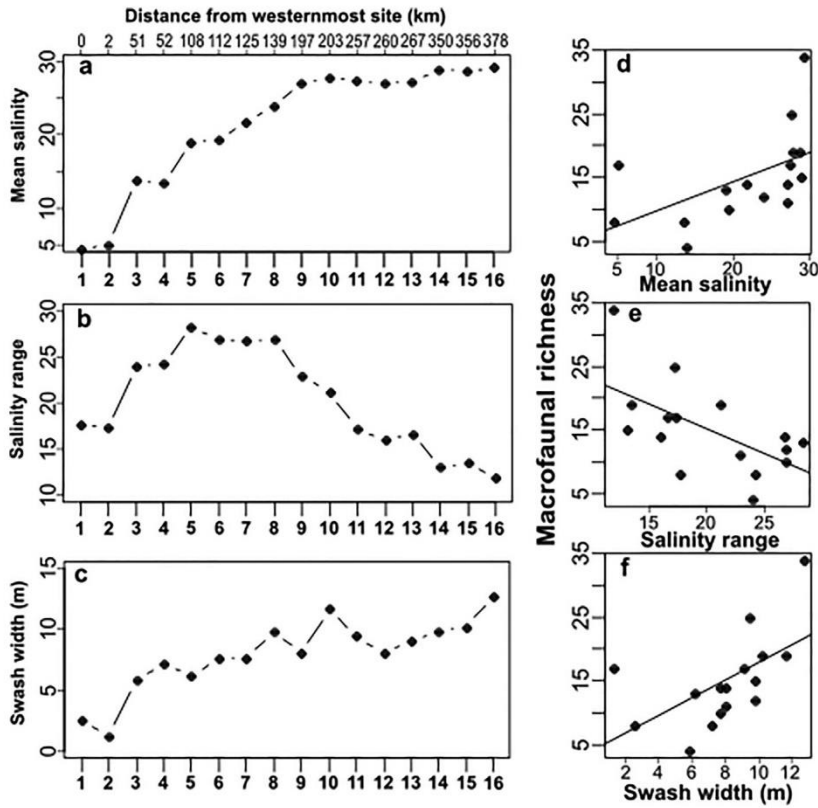 Distance from westernmost site (km)
0 2 51 52 108 112 125 139 197 203 257 260 267 350 356 378
a
Mean salinity
30
20
10
5
1 2 3 4 5 6 7 8 9 10 11 12 13 14 15 16
b
Salinity range
30
25
20
15
10
1 2 3 4 5 6 7 8 9 10 11 12 13 14 15 16
c
Swash width (m)
15
10
5
0
1 2 3 4 5 6 7 8 9 10 11 12 13 14 15 16
Macrofaunal richness
d
35
25
15
5
5 10 20 30
Mean salinity
e
35
25
15
5
15 20 25
Salinity range
f
35
25
15
5
2 4 6 8 10 12
Swash width (m)